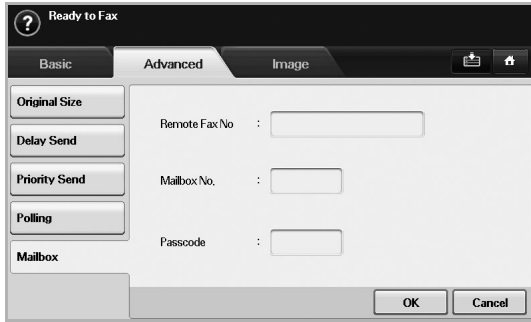 Ready to Fax
Basic Advanced Image
Original Size
Delay Send
Priority Send
Polling
Mailbox
Remote Fax No :
Mailbox No. :
Passcode :
OK Cancel